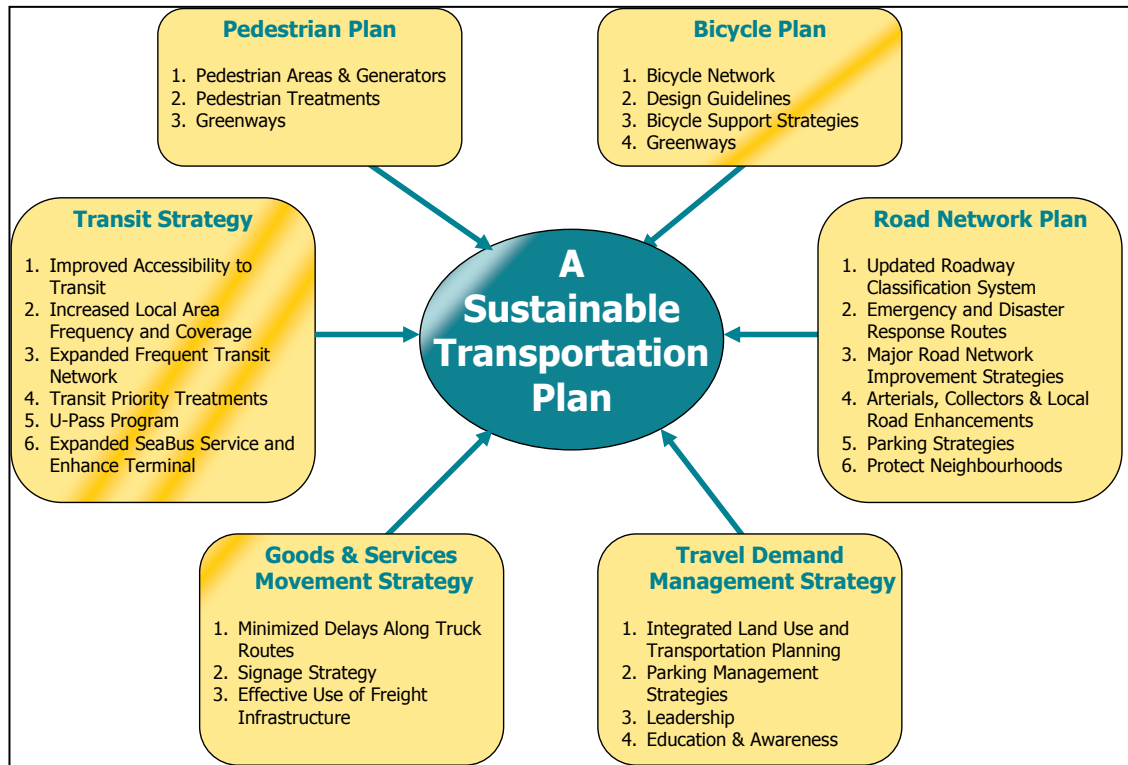 Pedestrian Plan
1. Pedestrian Areas & Generators
2. Pedestrian Treatments
3. Greenways
Bicycle Plan
1. Bicycle Network
2. Design Guidelines
3. Bicycle Support Strategies
4. Greenways
Transit Strategy
1. Improved Accessibility to
Transit
2. Increased Local Area
Frequency and Coverage
3. Expanded Frequent Transit
Network
4. Transit Priority Treatments
5. U-Pass Program
6. Expanded SeaBus Service and
Enhance Terminal
A
Sustainable
Transportation
Plan
Road Network Plan
1. Updated Roadway
Classification System
2. Emergency and Disaster
Response Routes
3. Major Road Network
Improvement Strategies
4. Arterials, Collectors & Local
Road Enhancements
5. Parking Strategies
6. Protect Neighbourhoods
Goods & Services
Movement Strategy
1. Minimized Delays Along Truck
Routes
2. Signage Strategy
3. Effective Use of Freight
Infrastructure
Travel Demand
Management Strategy
1. Integrated Land Use and
Transportation Planning
2. Parking Management
Strategies
3. Leadership
4. Education & Awareness